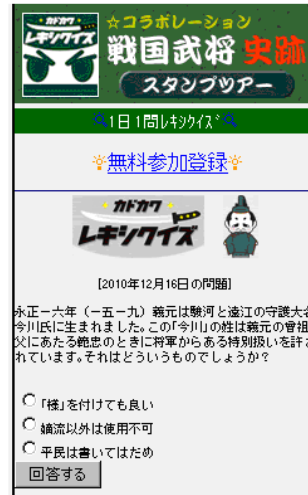 カドカワ
レキシクイズ
☆コラボレーション
戦国武将 史跡
スタンプツアー
1日1問レキシクイズ
無料参加登録
カドカワ
レキシクイズ
[2010年12月16日の問題]
永正一六年（一五一九）義元は駿河と遠江の守護大名
今川氏に生まれました。この「今川」の姓は義元の曾祖
父にあたる範忠のときに将軍からある特別扱いを許さ
れています。それはどういうものでしょうか？
「様」を付けても良い
嫡流以外は使用不可
平民は書いてはだめ
回答する